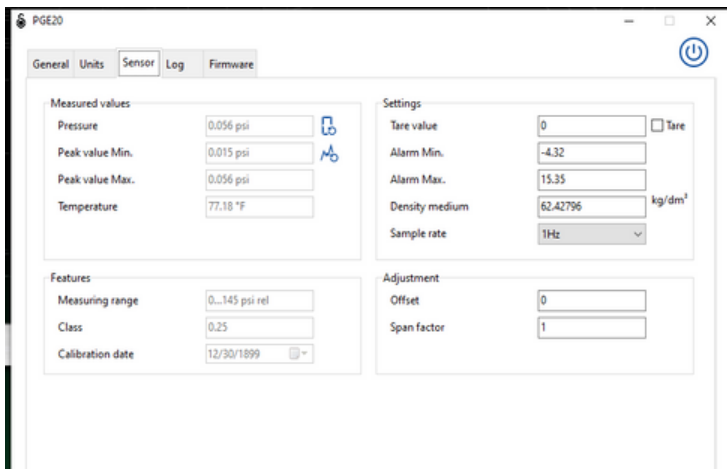 PGE20
General Units Sensor Log Firmware
Measured values
Pressure 0.056 psi
Peak value Min. 0.015 psi
Peak value Max. 0.056 psi
Temperature 77.18 °F
Settings
Tare value 0 Tare
Alarm Min. -4.32
Alarm Max. 15.35
Density medium 62.42796 kg/dm³
Sample rate 1Hz
Features
Measuring range 0...145 psi rel
Class 0.25
Calibration date 12/30/1899
Adjustment
Offset 0
Span factor 1